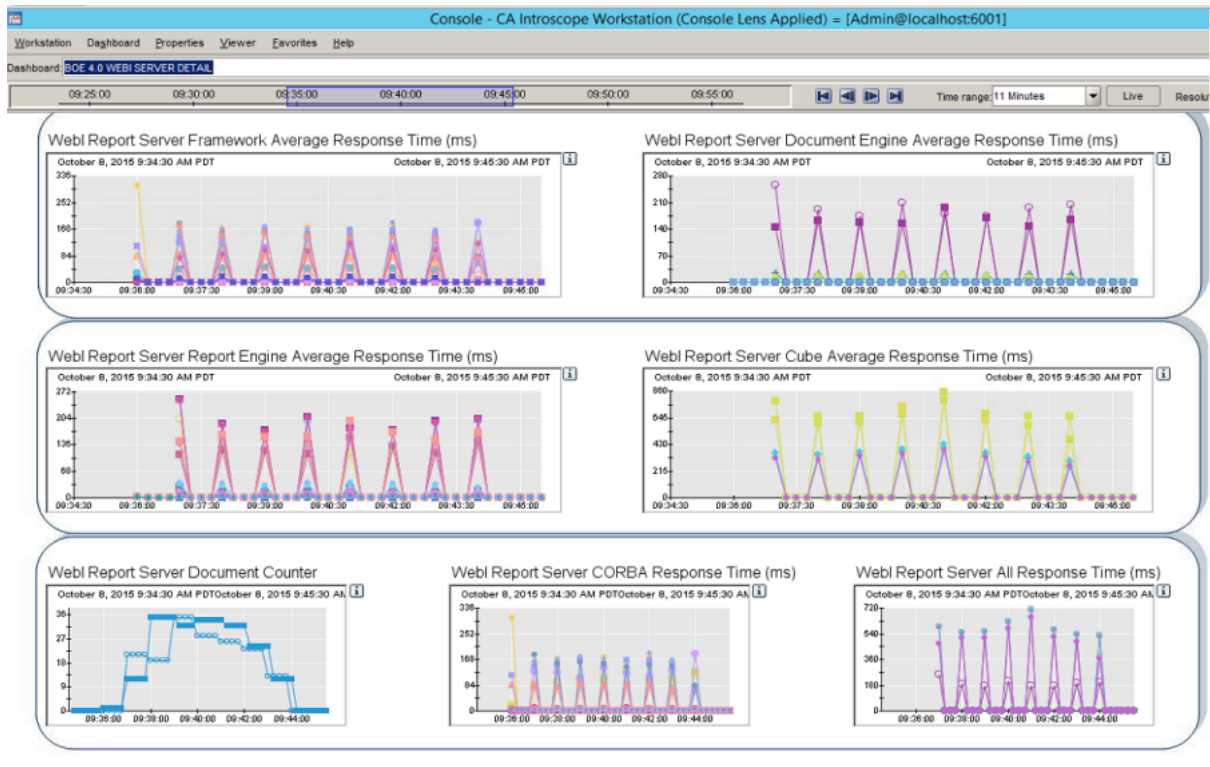 Console - CA Introscope Workstation (Console Lens Applied) = [Admin@localhost:6001]
Workstation Dashboard Properties Viewer Favorites Help
Dashboard: BOE 4.0 WEBI SERVER DETAIL
09:25:00 09:30:00 09:35:00 09:40:00 09:45:00 09:50:00 09:55:00 Time range: 11 Minutes Live Resolu
WebI Report Server Framework Average Response Time (ms) WebI Report Server Document Engine Average Response Time (ms)
October 8, 2015 9:34:30 AM PDT October 8, 2015 9:45:30 AM PDT October 8, 2015 9:34:30 AM PDT October 8, 2015 9:45:30 AM PDT
336 280
252 210
168 140
84 70
0 0
09:34:30 09:36:00 09:37:30 09:39:00 09:40:30 09:42:00 09:43:30 09:45:00 09:34:30 09:36:00 09:37:30 09:39:00 09:40:30 09:42:00 09:43:30 09:45:00
WebI Report Server Report Engine Average Response Time (ms) WebI Report Server Cube Average Response Time (ms)
October 8, 2015 9:34:30 AM PDT October 8, 2015 9:45:30 AM PDT October 8, 2015 9:34:30 AM PDT October 8, 2015 9:45:30 AM PDT
272 860
204 645
136 430
68 215
0 0
09:34:30 09:36:00 09:37:30 09:39:00 09:40:30 09:42:00 09:43:30 09:45:00 09:34:30 09:36:00 09:37:30 09:39:00 09:40:30 09:42:00 09:43:30 09:45:00
WebI Report Server Document Counter WebI Report Server CORBA Response Time (ms) WebI Report Server All Response Time (ms)
October 8, 2015 9:34:30 AM PDTOctober 8, 2015 9:45:30 AM October 8, 2015 9:34:30 AM PDTOctober 8, 2015 9:45:30 AM October 8, 2015 9:34:30 AM PDTOctober 8, 2015 9:45:30 AM
36 336 720
27 252 540
18 168 360
9 84 180
0 0 0
09:36:00 09:38:00 09:40:00 09:42:00 09:44:00 09:36:00 09:38:00 09:40:00 09:42:00 09:44:00 09:36:00 09:38:00 09:40:00 09:42:00 09:44:00